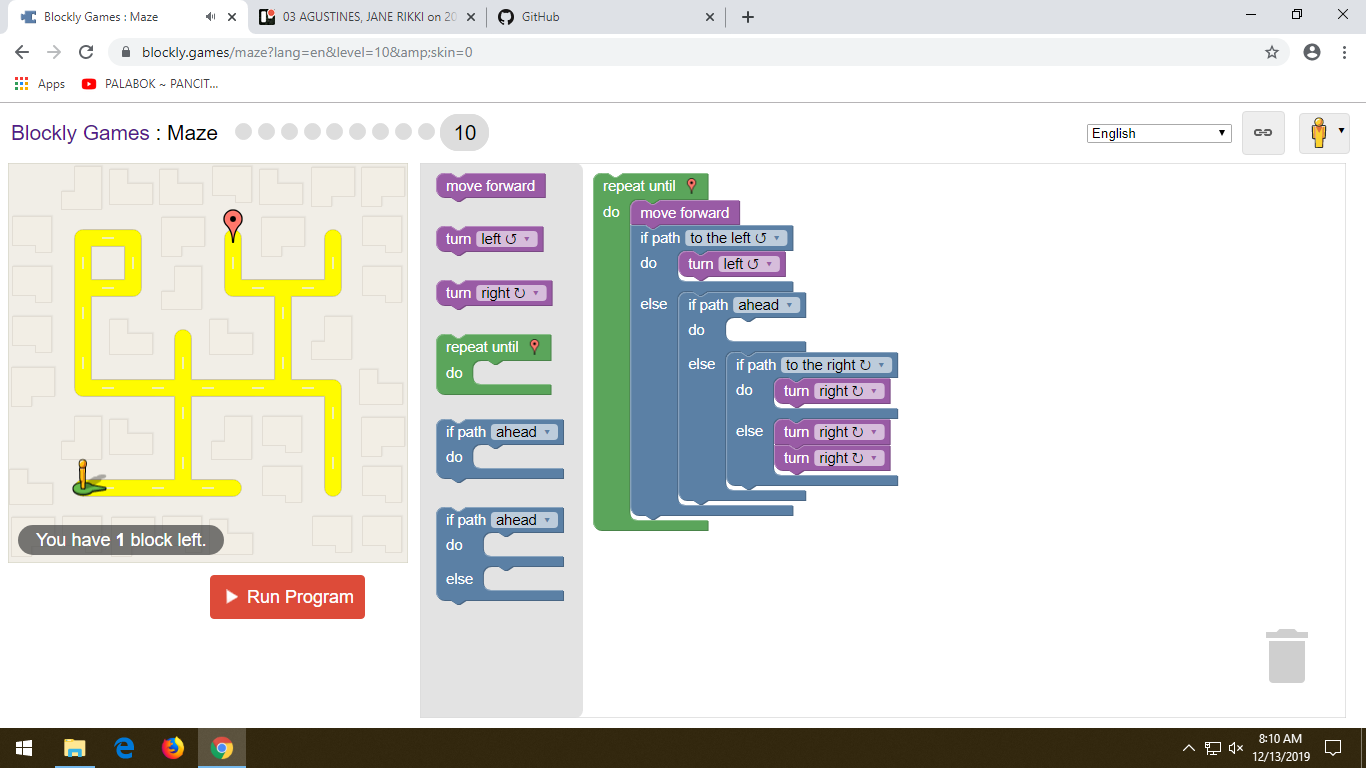 Blockly Games : Maze
03 AGUSTINES, JANE RIKKI on 20
GitHub
blockly.games/maze?lang=en&level=10&amp;skin=0
Apps
PALABOK ~ PANCIT...
Blockly Games : Maze
10
English
You have 1 block left.
Run Program
move forward
turn left ↺
turn right ↻
repeat until
do
if path ahead
do
if path ahead
do
else
repeat until
do
move forward
if path to the left ↺
do
turn left ↺
else
if path ahead
do
else
if path to the right ↻
do
turn right ↻
else
turn right ↻
turn right ↻
8:10 AM
12/13/2019